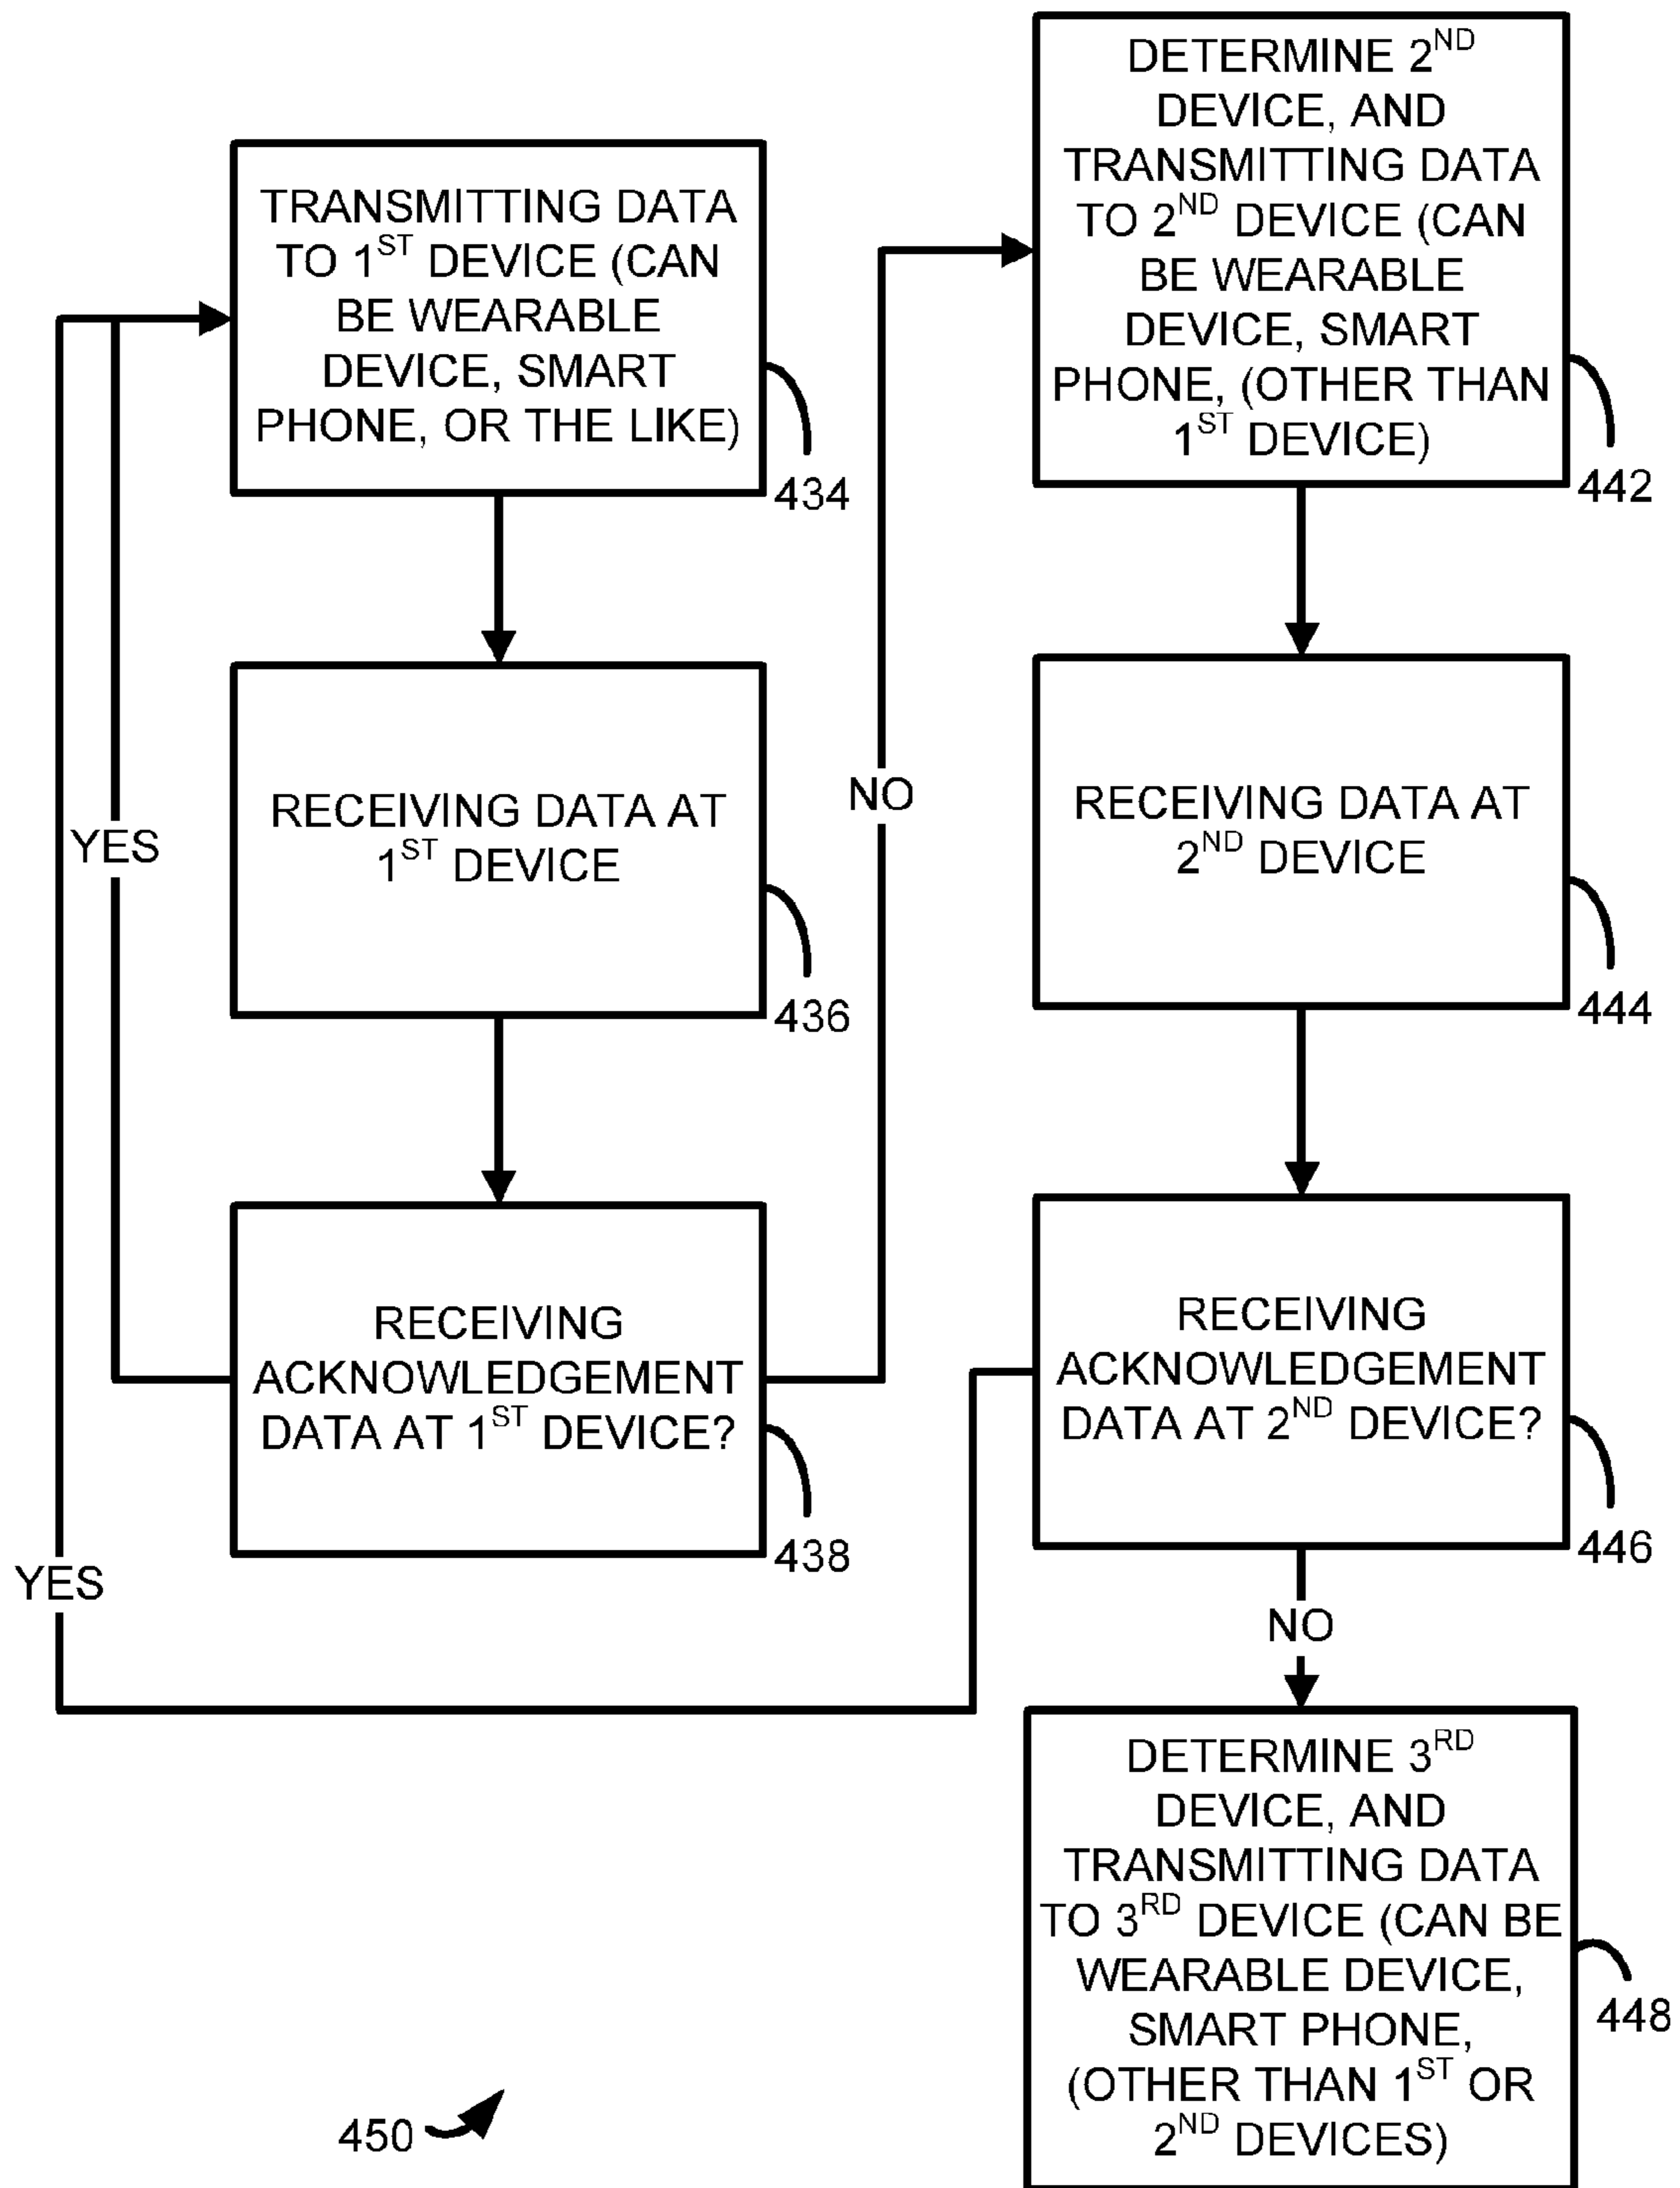 TRANSMITTING DATA
TO 1ST DEVICE (CAN
BE WEARABLE
DEVICE, SMART
PHONE, OR THE LIKE)
434
RECEIVING DATA AT
1ST DEVICE
436
RECEIVING
ACKNOWLEDGEMENT
DATA AT 1ST DEVICE?
438
YES
YES
NO
DETERMINE 2ND
DEVICE, AND
TRANSMITTING DATA
TO 2ND DEVICE (CAN
BE WEARABLE
DEVICE, SMART
PHONE, (OTHER THAN
1ST DEVICE)
442
RECEIVING DATA AT
2ND DEVICE
444
RECEIVING
ACKNOWLEDGEMENT
DATA AT 2ND DEVICE?
446
NO
DETERMINE 3RD
DEVICE, AND
TRANSMITTING DATA
TO 3RD DEVICE (CAN BE
WEARABLE DEVICE,
SMART PHONE,
(OTHER THAN 1ST OR
2ND DEVICES)
448
450